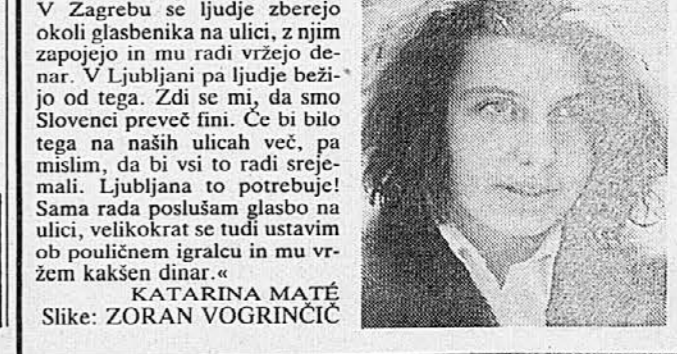 V Zagrebu se ljudje zberejo
okoli glasbenika na ulici, z njim
zapojejo in mu radi vržejo de-
nar. V Ljubljani pa ljudje beži-
jo od tega. Zdi se mi, da smo
Slovenci preveč fini. Če bi bilo
tega na naših ulicah več, pa
mislim, da bi vsi to radi sreje-
mali. Ljubljana to potrebuje!
Sama rada poslušam glasbo na
ulici, velikokrat se tudi ustavim
ob pouličnem igralcu in mu vr-
žem kakšen dinar.«
KATARINA MATÉ
Slike: ZORAN VOGRINČIČ